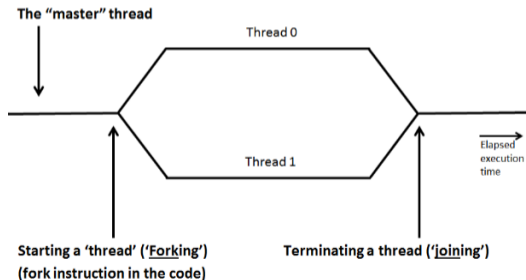 The “master” thread
Thread 0
Thread 1
Elapsed
execution
time
Starting a ‘thread’ (‘Forking’)
(fork instruction in the code)
Terminating a thread (‘joining’)